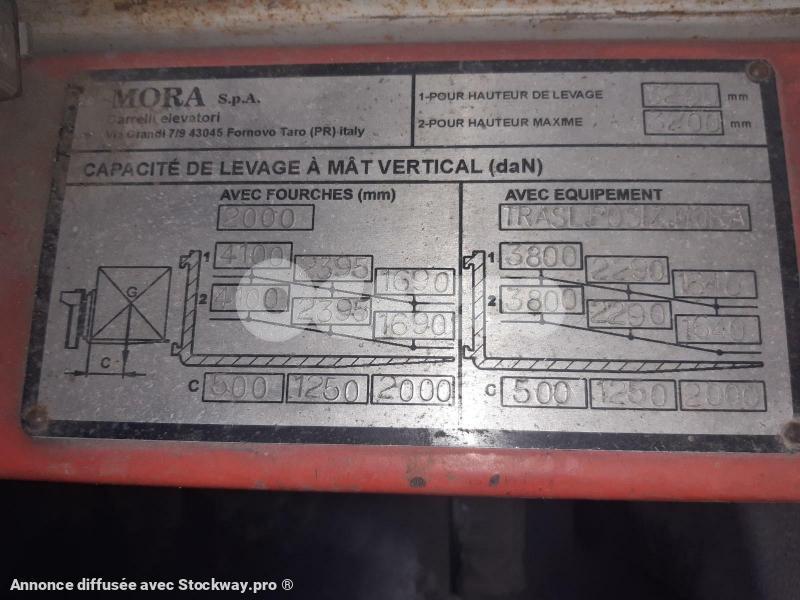 MORA S.p.A.
Carrelli elevatori
Via Grandi 7/9 43045 Fornovo Taro (PR)-Italy
1-POUR HAUTEUR DE LEVAGE mm
2-POUR HAUTEUR MAXIME 3200 mm
CAPACITÉ DE LEVAGE À MÂT VERTICAL (daN)
AVEC FOURCHES (mm)
2000
1 4100 2395 1690
2 4100 2395 1690
G
C
C 500 1250 2000
AVEC EQUIPEMENT
1 3800 2290 1640
2 3800 2290 1640
C 500 1250 2000
Annonce diffusée avec Stockway.pro ®